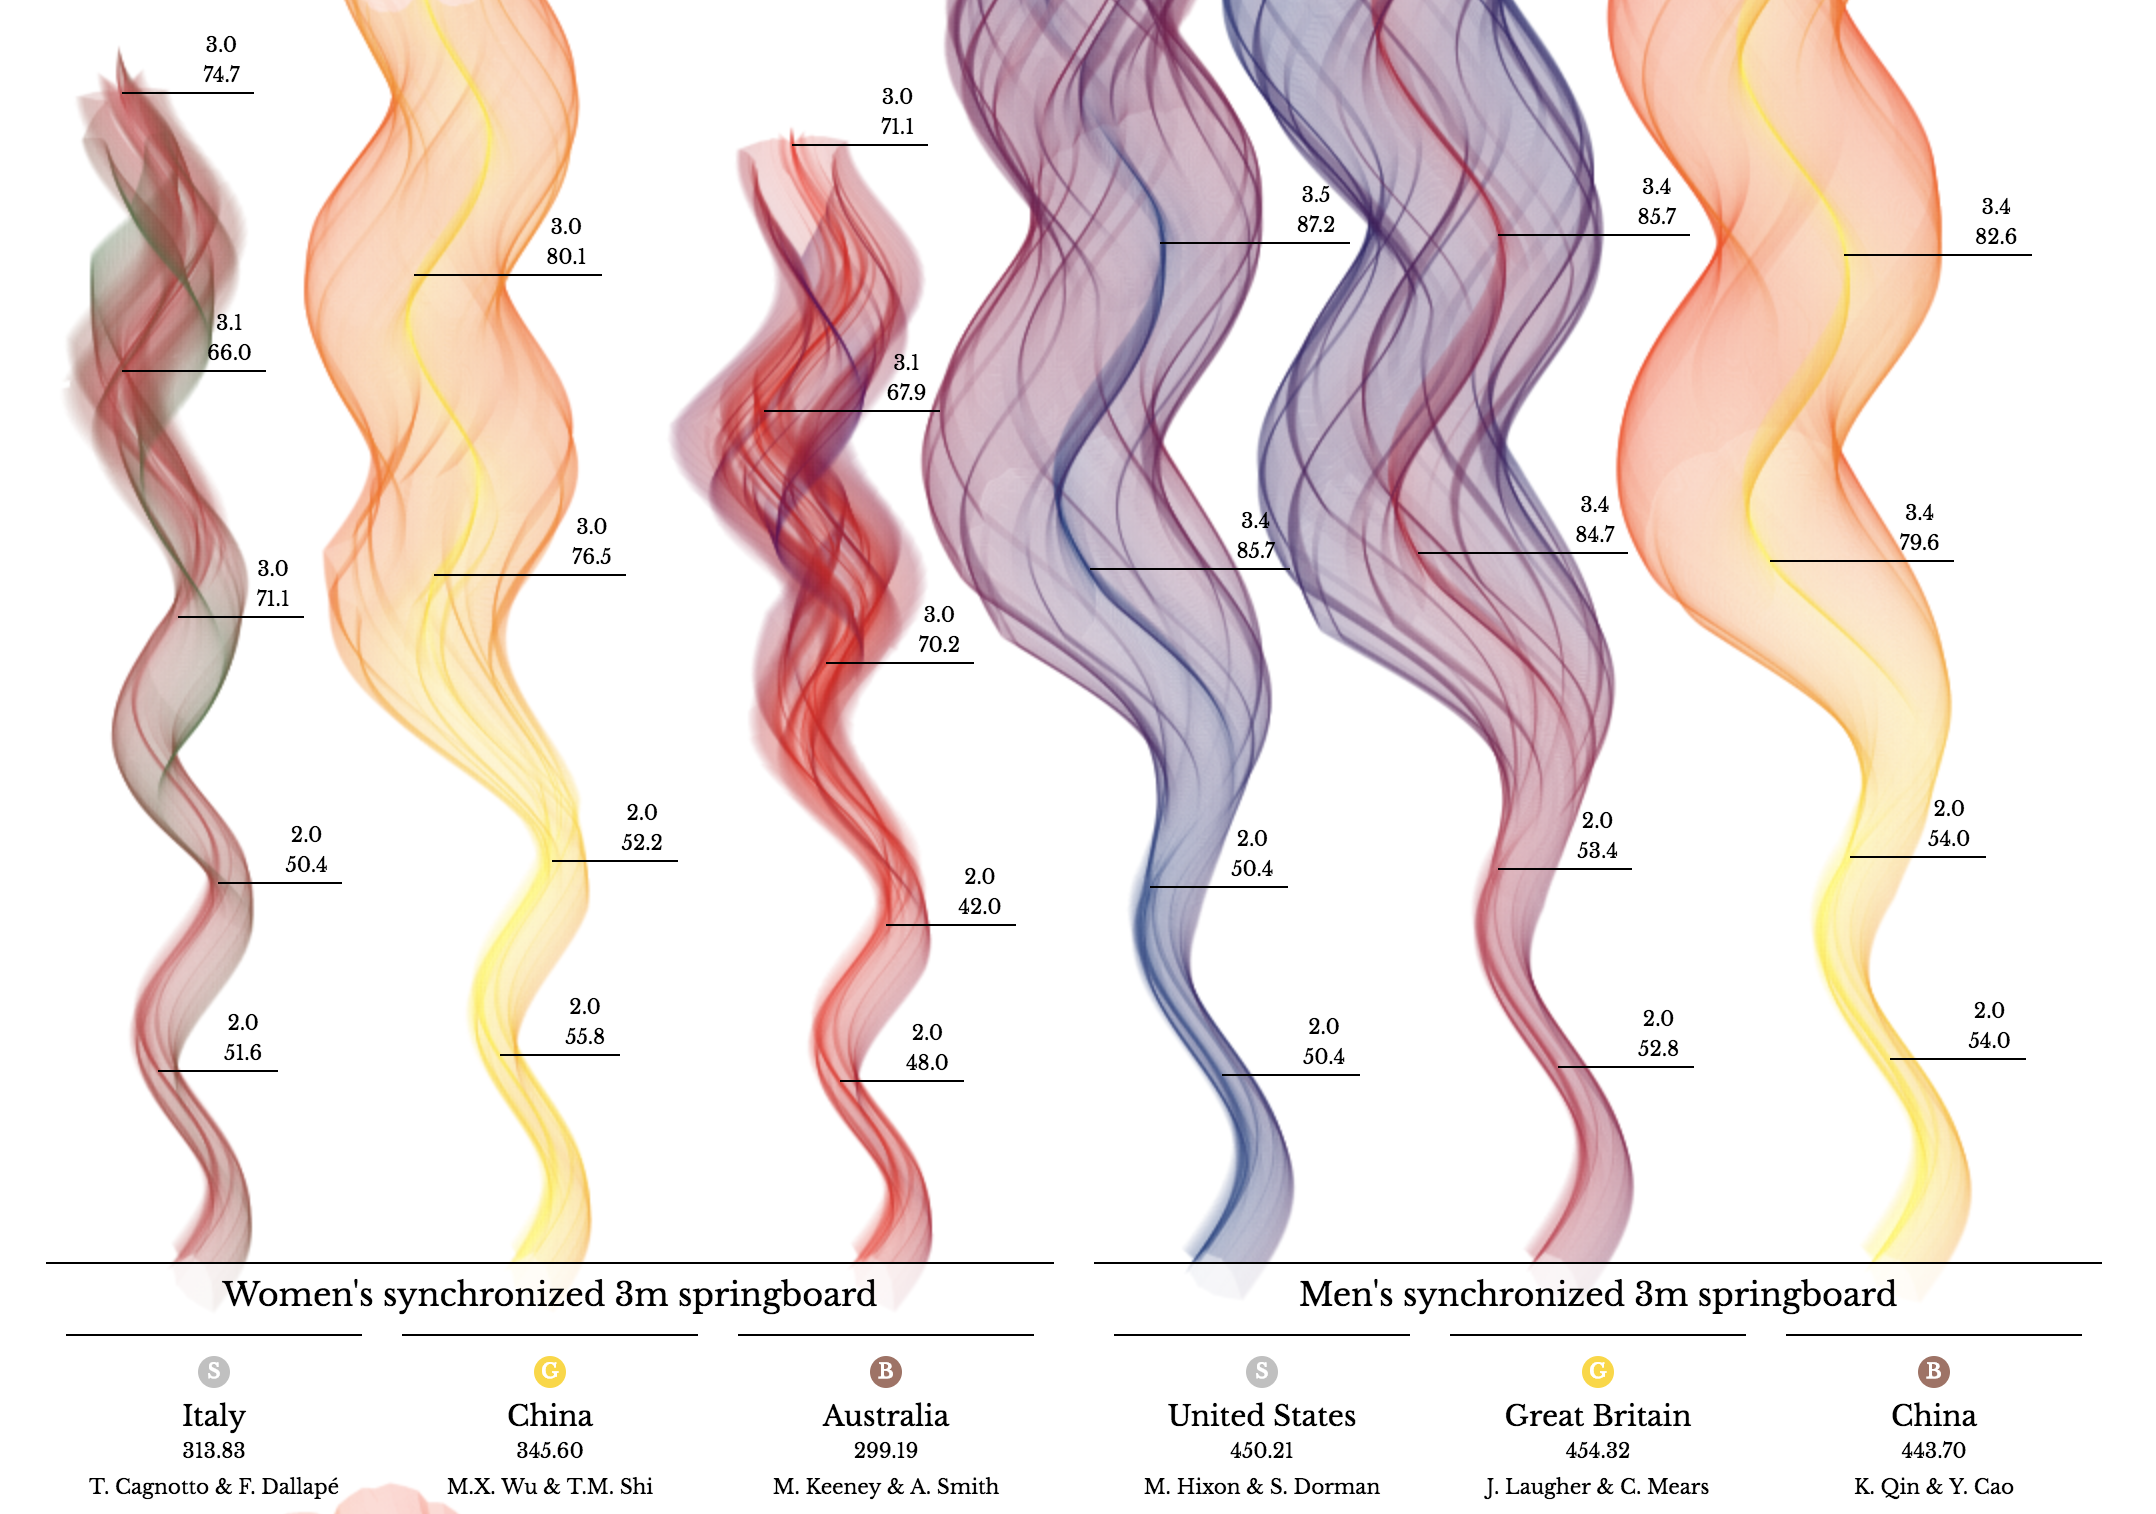 3.0
74.7
3.1
66.0
3.0
71.1
2.0
50.4
2.0
51.6
3.0
80.1
3.0
76.5
2.0
52.2
2.0
55.8
3.0
71.1
3.1
67.9
3.0
70.2
2.0
42.0
2.0
48.0
3.5
87.2
3.4
85.7
2.0
50.4
2.0
50.4
3.4
85.7
3.4
84.7
2.0
53.4
2.0
52.8
3.4
82.6
3.4
79.6
2.0
54.0
2.0
54.0
Women's synchronized 3m springboard
S
Italy
313.83
T. Cagnotto & F. Dallapé
G
China
345.60
M.X. Wu & T.M. Shi
B
Australia
299.19
M. Keeney & A. Smith
Men's synchronized 3m springboard
S
United States
450.21
M. Hixon & S. Dorman
G
Great Britain
454.32
J. Laugher & C. Mears
B
China
443.70
K. Qin & Y. Cao